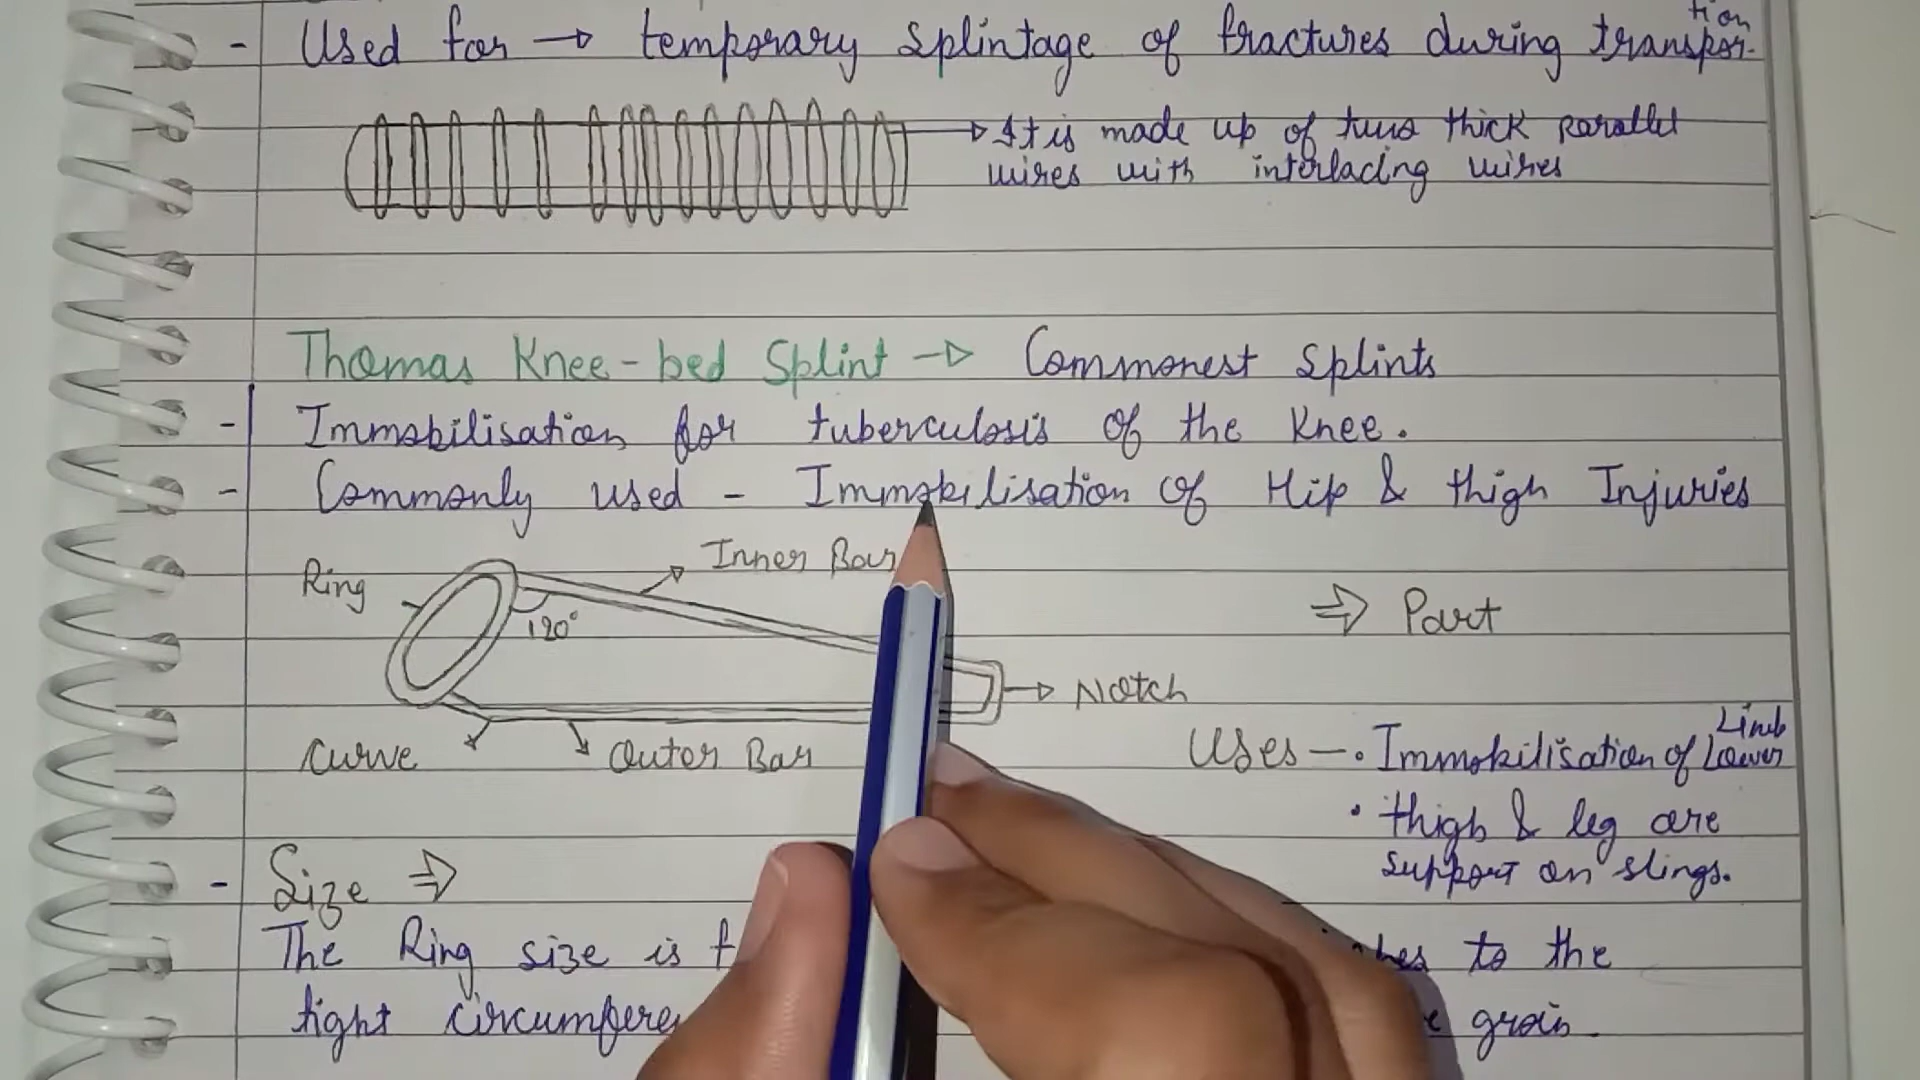 - Used for → temporary splintage of fractures during transpor-tion
→ It is made up of two thick parallel
wires with interlacing wires
Thomas Knee-bed Splint → Commonest Splints
- Immobilisation for tuberculosis of the Knee.
- Commonly used - Immobilisation of Hip & thigh Injuries
Inner Bar
Ring
120°
⇒ Part
→ Notch
Curve
Outer Bar
Uses - • Immobilisation of Lower Limb
• thigh & leg are
support on slings.
- Size ⇒
The Ring size is to the
tight groin.